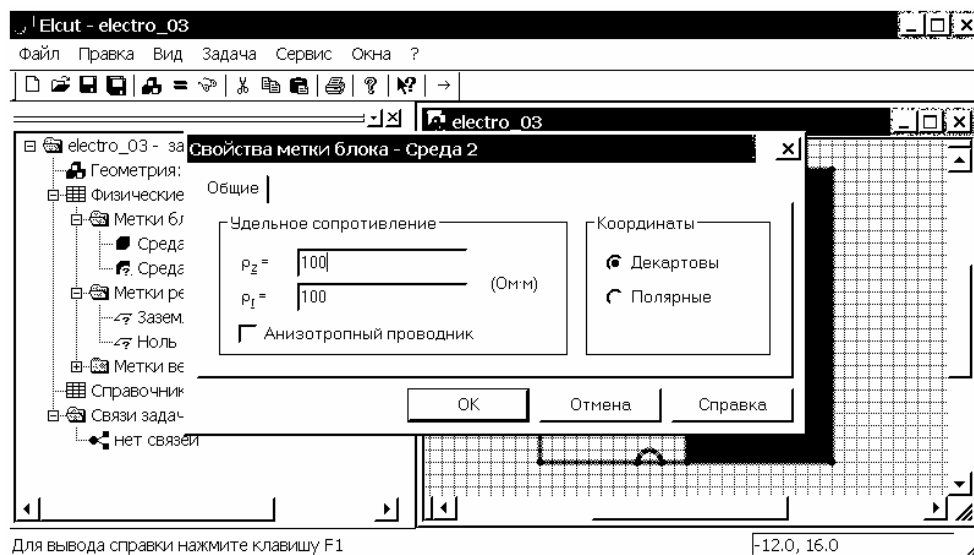 Elcut - electro_03
Файл Правка Вид Задача Сервис Окна ?
electro_03 - за
Геометрия:
Физические
Метки бл
Среда
Среда
Метки ре
Зазем.
Ноль
Метки ве
Справочник
Связи задач
нет связей
electro_03
Свойства метки блока - Среда 2
Общие
Удельное сопротивление
ρz = 100
ρr = 100
(Ом·м)
Анизотропный проводник
Координаты
Декартовы
Полярные
ОК Отмена Справка
Для вывода справки нажмите клавишу F1
-12.0, 16.0